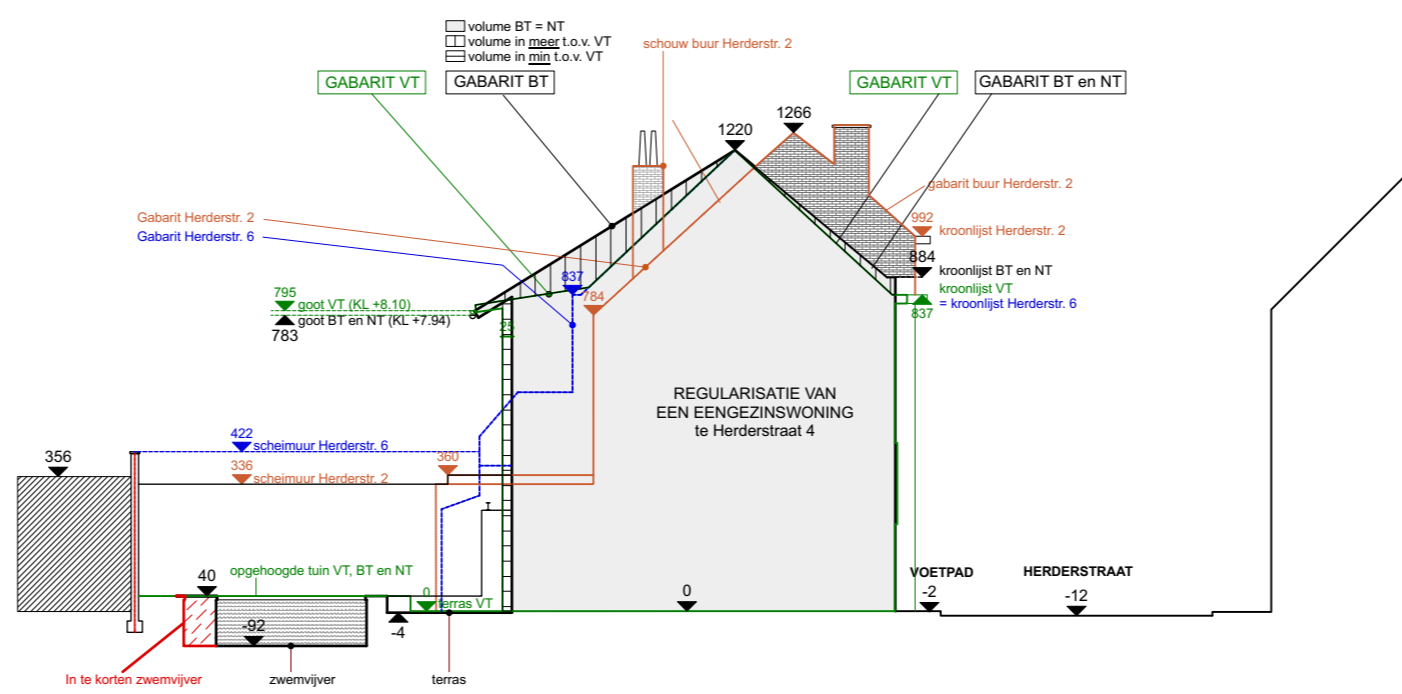 volume BT = NT
volume in meer t.o.v. VT
volume in min t.o.v. VT
schouw buur Herderstr. 2
GABARIT VT
GABARIT BT
GABARIT VT
GABARIT BT en NT
1220
1266
gabarit buur Herderstr. 2
Gabarit Herderstr. 2
Gabarit Herderstr. 6
992
kroonlijst Herderstr. 2
884
kroonlijst BT en NT
kroonlijst VT
= kroonlijst Herderstr. 6
837
837
784
795
goot VT (KL +8.10)
goot BT en NT (KL +7.94)
783
25
REGULARISATIE VAN
EEN EENGEZINSWONING
te Herderstraat 4
422
scheimuur Herderstr. 6
356
336
scheimuur Herderstr. 2
360
opgehoogde tuin VT, BT en NT
40
0
terras VT
-4
-92
0
VOETPAD
-2
HERDERSTRAAT
-12
In te korten zwemvijver
zwemvijver
terras